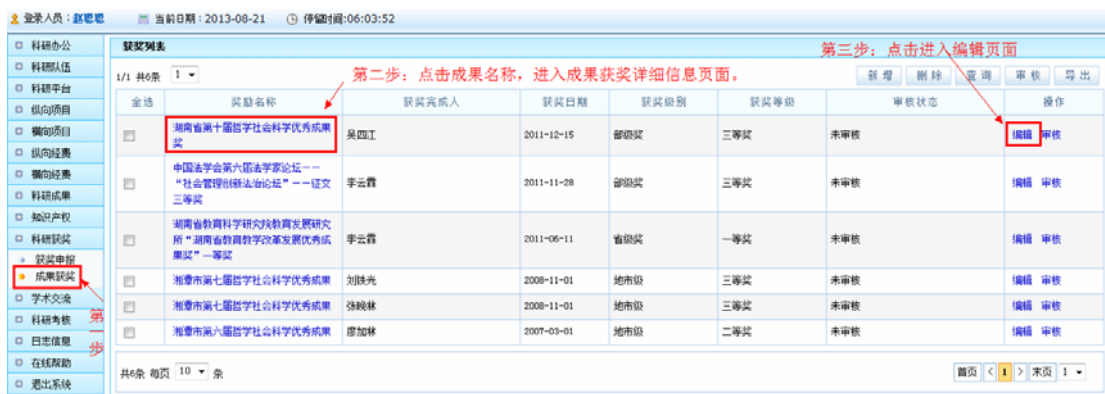 登录人员：赵聪聪 当前日期：2013-08-21 停留时间:06:03:52
科研办公
科研队伍
科研平台
纵向项目
横向项目
纵向经费
横向经费
科研成果
知识产权
科研获奖
获奖申报
成果获奖
学术交流
科研考核
日志信息
在线帮助
退出系统
第一步
获奖列表
第三步：点击进入编辑页面
1/1 共6条 1
第二步：点击成果名称，进入成果获奖详细信息页面。
新增 删除 查询 审核 导出
全选 奖励名称 获奖完成人 获奖日期 获奖级别 获奖等级 审核状态 操作
湖南省第十届哲学社会科学优秀成果
奖
吴四江 2011-12-15 部级奖 三等奖 未审核 编辑 审核
中国法学会第六届法学家论坛——
“社会管理创新法治论坛”——征文
三等奖
李云霖 2011-11-28 部级奖 三等奖 未审核 编辑 审核
湖南省教育科学研究院教育发展研究
所“湖南省教育教学改革发展优秀成
果奖”一等奖
李云霖 2011-06-11 省级奖 一等奖 未审核 编辑 审核
湘潭市第七届哲学社会科学优秀成果 刘铁光 2008-11-01 地市级 三等奖 未审核 编辑 审核
湘潭市第七届哲学社会科学优秀成果 张映林 2008-11-01 地市级 三等奖 未审核 编辑 审核
湘潭市第六届哲学社会科学优秀成果 廖加林 2007-03-01 地市级 二等奖 未审核 编辑 审核
共6条 每页 10 条 首页 < 1 > 末页 1